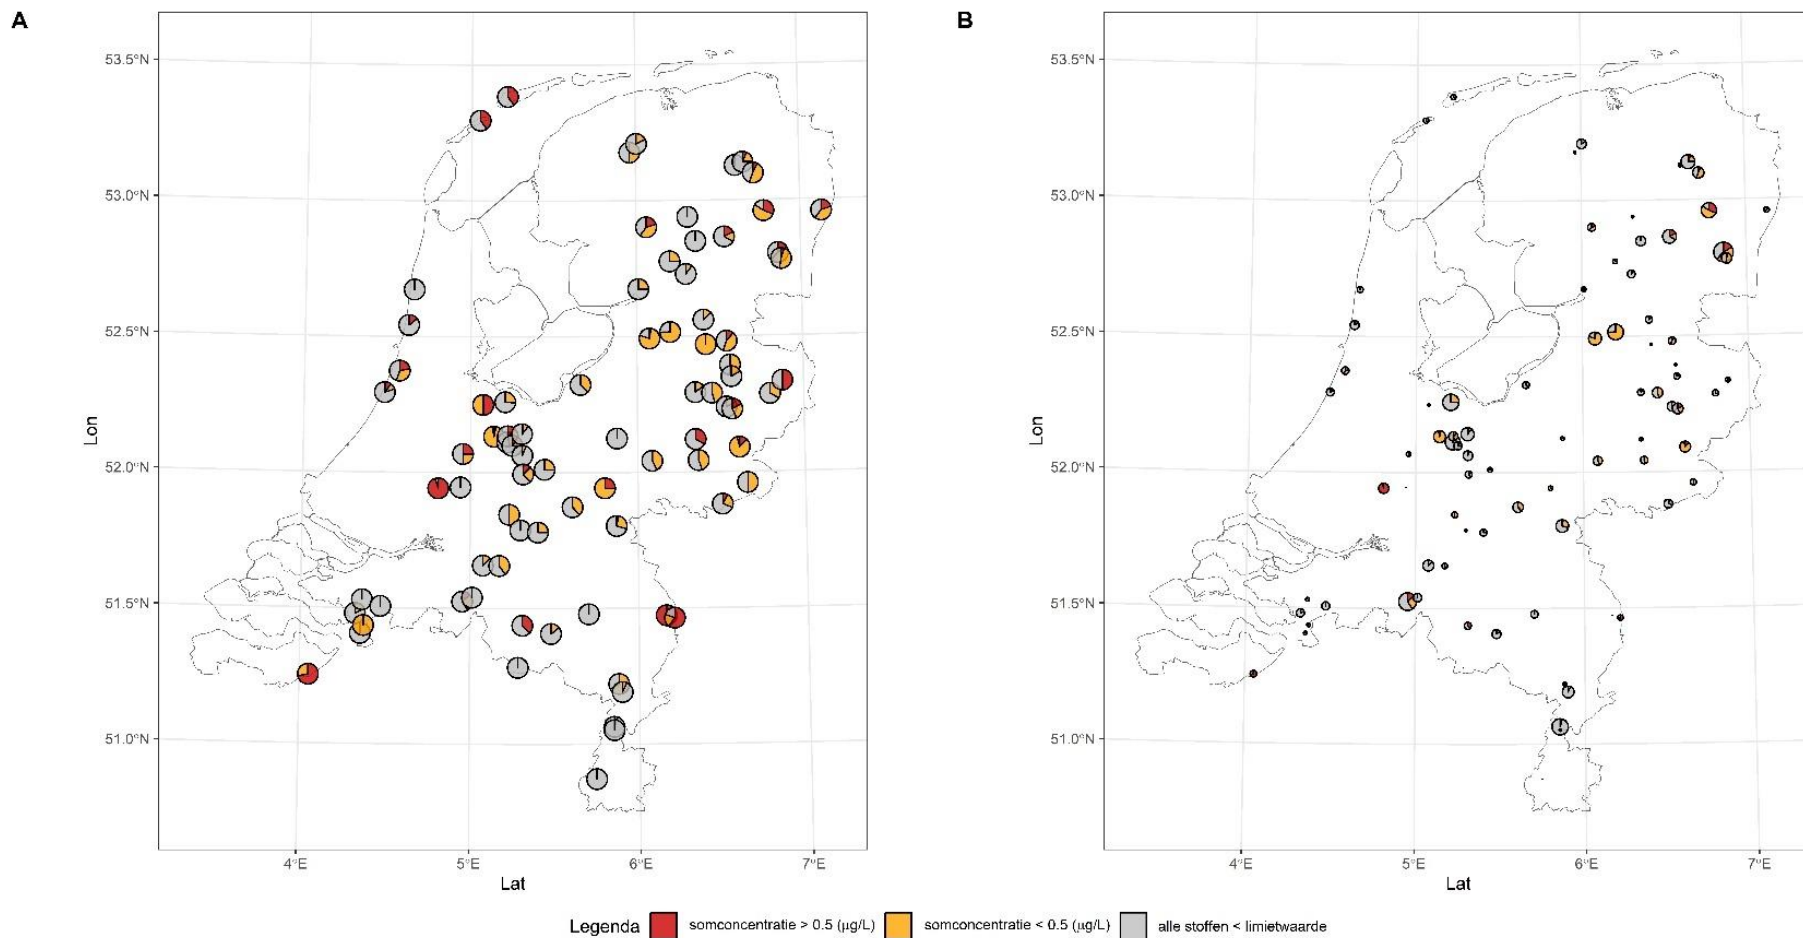 A
B
53.5°N
53.0°N
52.5°N
52.0°N
51.5°N
51.0°N
Lon
4°E 5°E 6°E 7°E
Lat
53.5°N
53.0°N
52.5°N
52.0°N
51.5°N
51.0°N
Lon
4°E 5°E 6°E 7°E
Lat
Legenda somconcentratie > 0.5 (µg/L) somconcentratie < 0.5 (µg/L) alle stoffen < limietwaarde